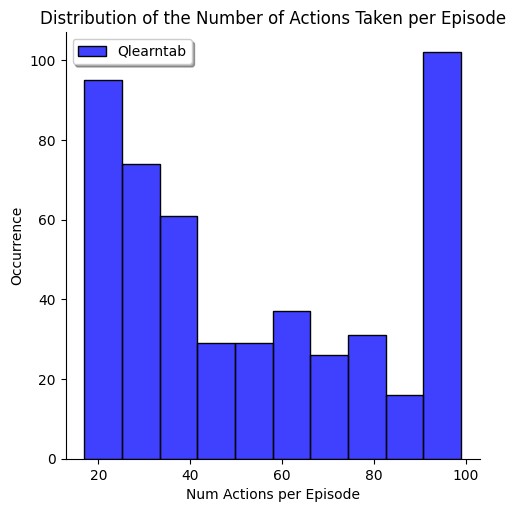 Distribution of the Number of Actions Taken per Episode
Qlearntab
100
80
60
40
20
0
Occurrence
20 40 60 80 100
Num Actions per Episode